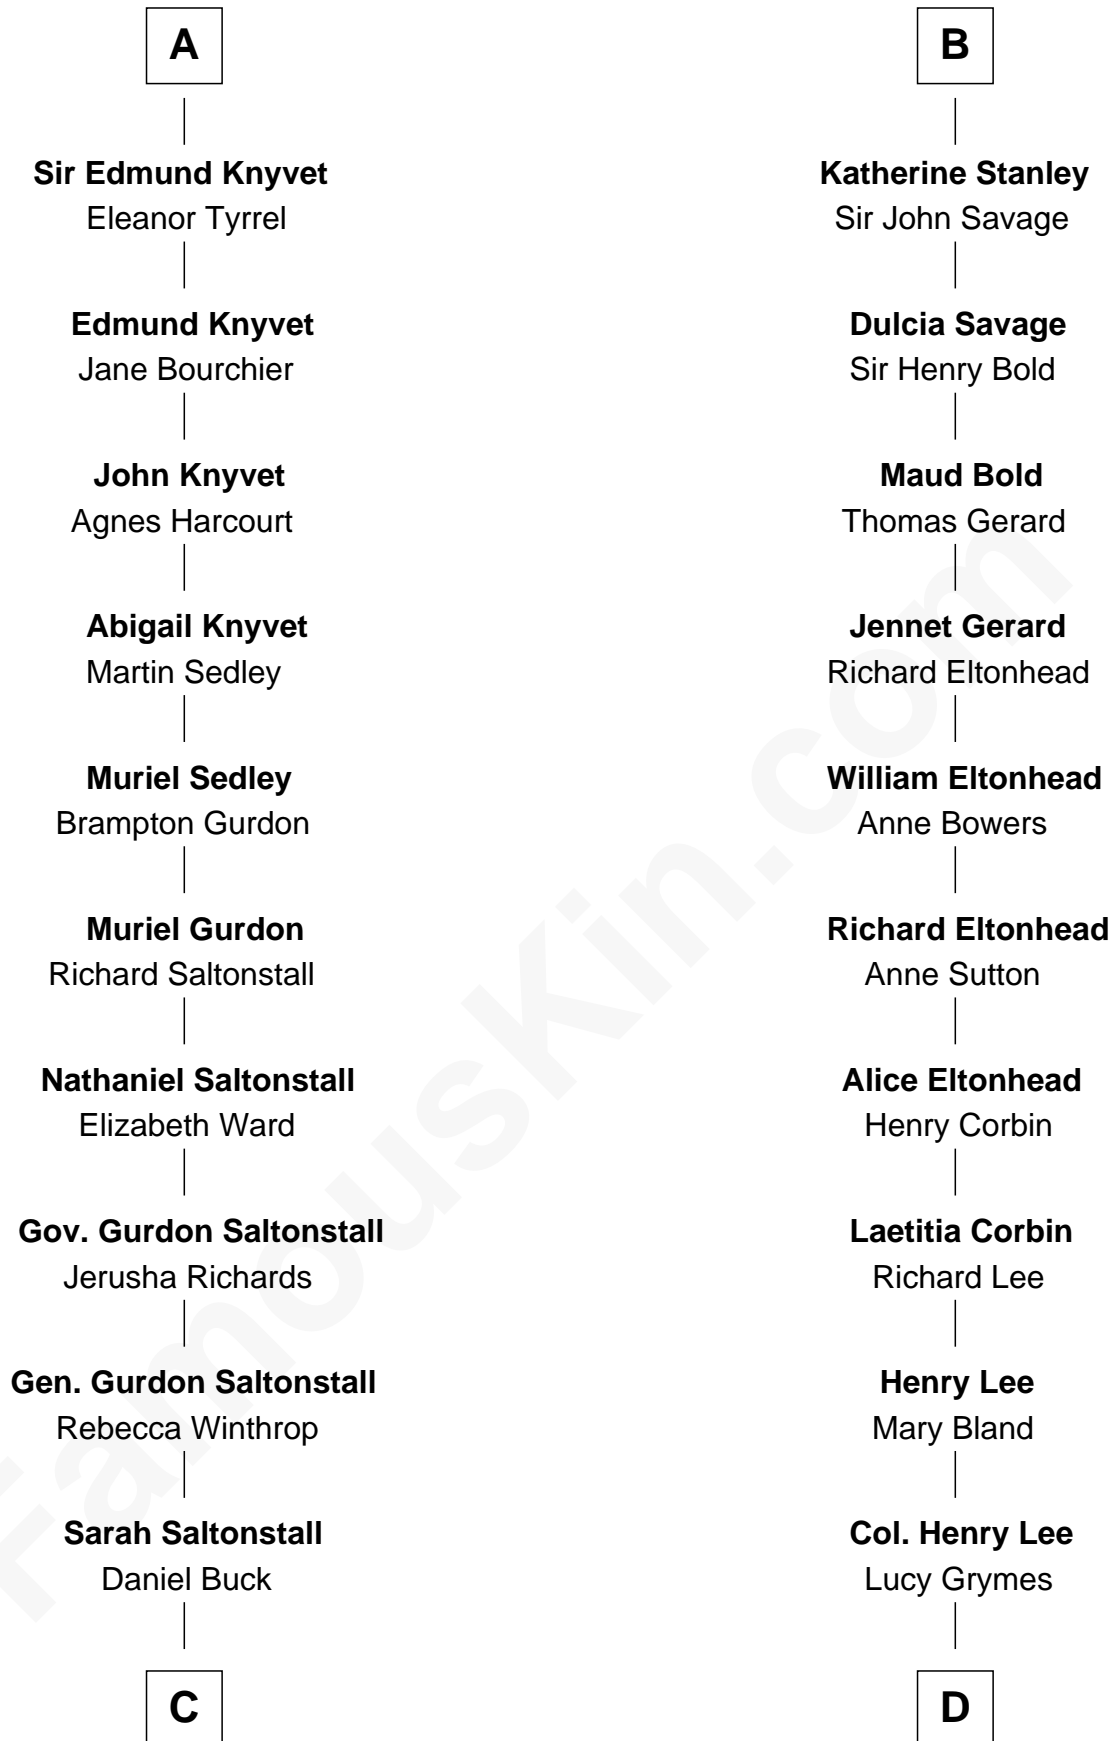 A
Sir Edmund Knyvet
Eleanor Tyrrel
Edmund Knyvet
Jane Bourchier
John Knyvet
Agnes Harcourt
Abigail Knyvet
Martin Sedley
Muriel Sedley
Brampton Gurdon
Muriel Gurdon
Richard Saltonstall
Nathaniel Saltonstall
Elizabeth Ward
Gov. Gurdon Saltonstall
Jerusha Richards
Gen. Gurdon Saltonstall
Rebecca Winthrop
Sarah Saltonstall
Daniel Buck
C
B
Katherine Stanley
Sir John Savage
Dulcia Savage
Sir Henry Bold
Maud Bold
Thomas Gerard
Jennet Gerard
Richard Eltonhead
William Eltonhead
Anne Bowers
Richard Eltonhead
Anne Sutton
Alice Eltonhead
Henry Corbin
Laetitia Corbin
Richard Lee
Henry Lee
Mary Bland
Col. Henry Lee
Lucy Grymes
D
FamousKin.com